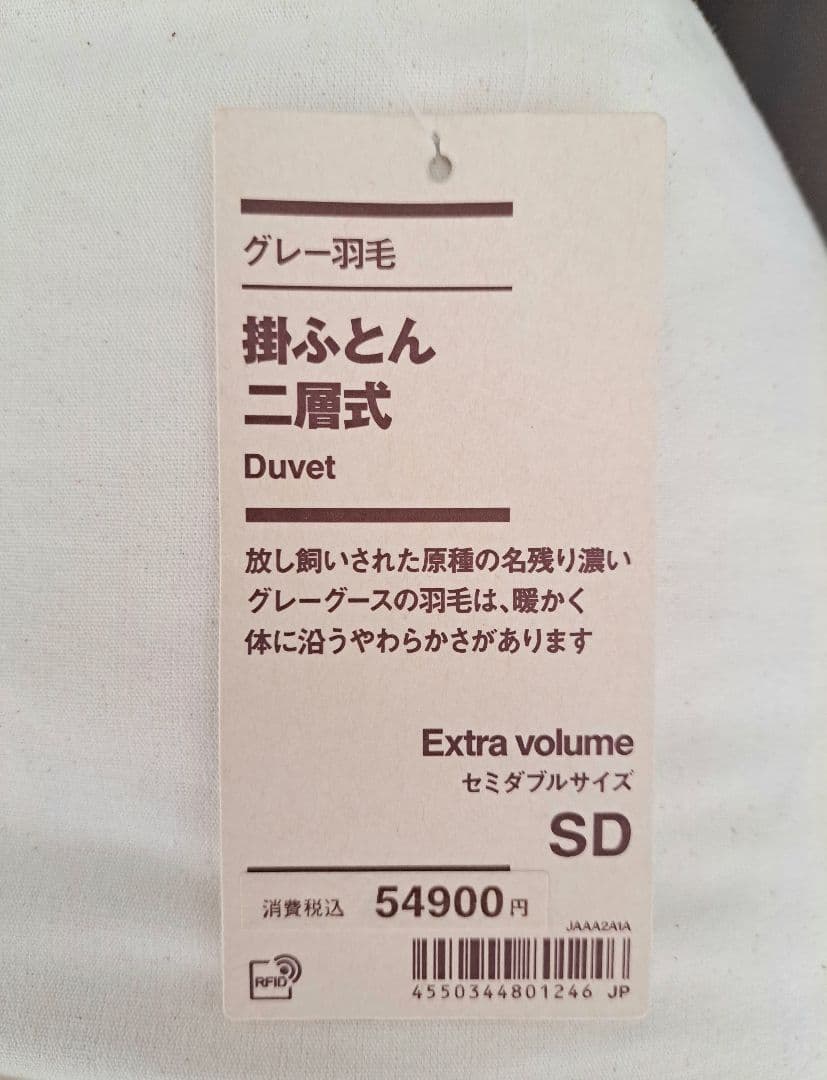 グレー羽毛
掛ふとん
二層式
Duvet
放し飼いされた原種の名残り濃い
グレーグースの羽毛は、暖かく
体に沿うやわらかさがあります
Extra volume
セミダブルサイズ
SD
消費税込 54900円
JAAA2A1A
RFID
4550344801246 JP